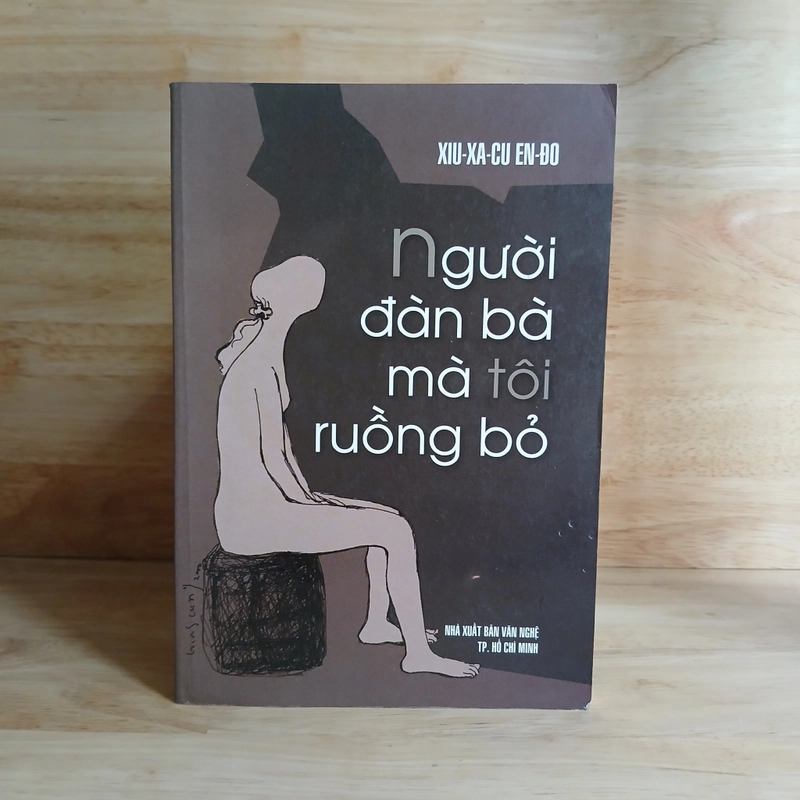 XIU-XA-CU EN-ĐO
người
đàn bà
mà tôi
ruồng bỏ
NHÀ XUẤT BẢN VĂN NGHỆ
TP. HỒ CHÍ MINH